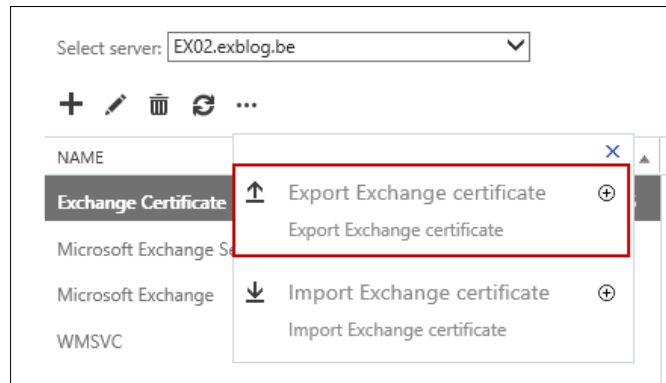 Select server: EX02.exblog.be
NAME
Exchange Certificate
Export Exchange certificate
Export Exchange certificate
Microsoft Exchange Se
Microsoft Exchange
Import Exchange certificate
Import Exchange certificate
WMSVC